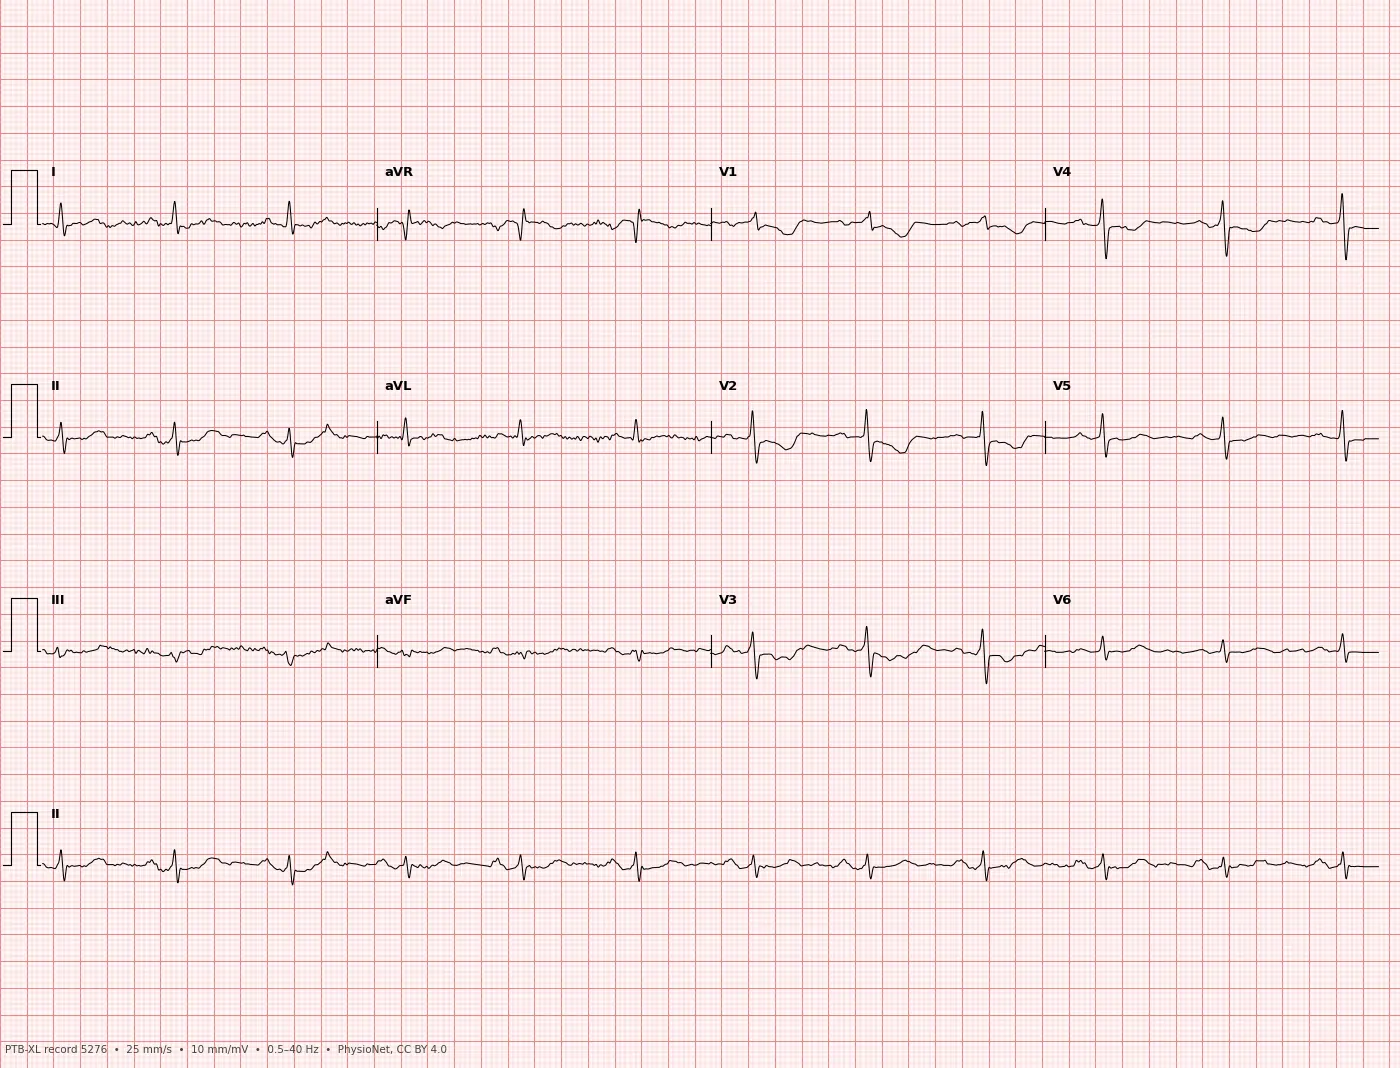 I aVR V1 V4
II aVL V2 V5
III aVF V3 V6
II
PTB-XL record 5276 • 25 mm/s • 10 mm/mV • 0.5–40 Hz • PhysioNet, CC BY 4.0